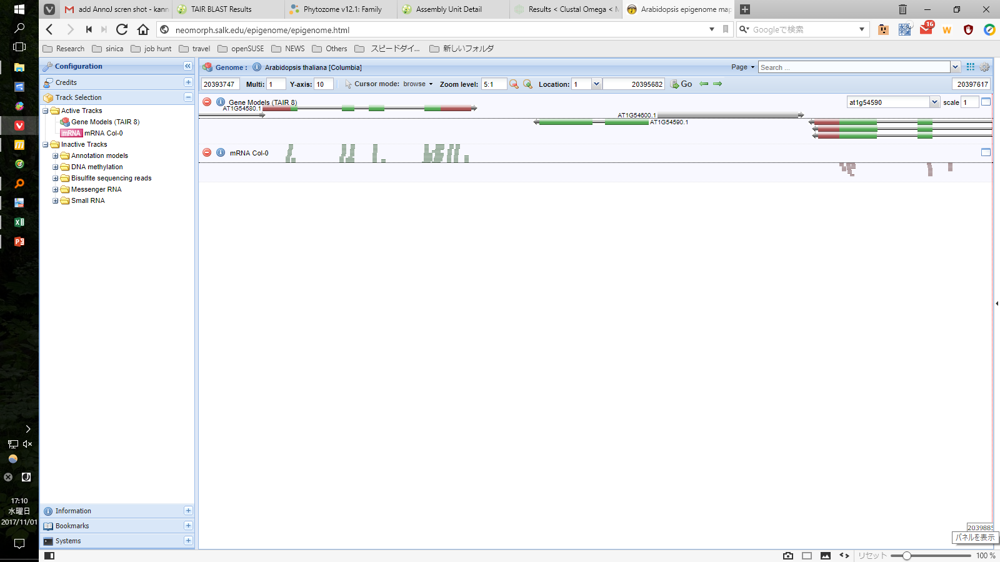 add AnnoJ scren shot - kann
TAIR BLAST Results
Phytozome v12.1: Family
Assembly Unit Detail
Results < Clustal Omega < M
Arabidopsis epigenome map
neomorph.salk.edu/epigenome/epigenome.html
Googleで検索
16
Research
sinica
job hunt
travel
openSUSE
NEWS
Others
スピードダイ...
新しいフォルダ
Configuration
Credits
Track Selection
Active Tracks
Gene Models (TAIR 8)
mRNA mRNA Col-0
Inactive Tracks
Annotation models
DNA methylation
Bisulfite sequencing reads
Messenger RNA
Small RNA
Information
Bookmarks
Systems
Genome : Arabidopsis thaliana [Columbia]
Page
Search ...
20393747 Multi: 1 Y-axis: 10 Cursor mode: browse Zoom level: 5:1 Location: 1 20395682 Go 20397617
Gene Models (TAIR 8)
at1g54590 scale 1
AT1G54580.1
AT1G54600.1
AT1G54590.1
mRNA Col-0
2039885
パネルを表示
17:10
水曜日
2017/11/01
リセット 100 %